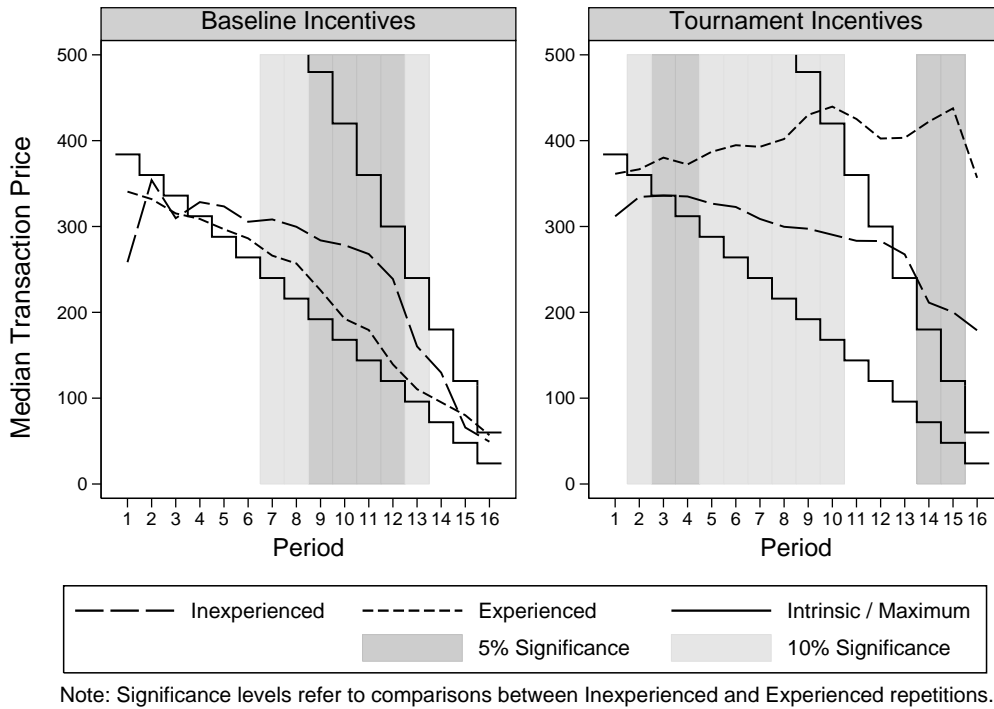 Baseline Incentives
Tournament Incentives
Median Transaction Price
500
400
300
200
100
0
1 2 3 4 5 6 7 8 9 10 11 12 13 14 15 16
Period
500
400
300
200
100
0
1 2 3 4 5 6 7 8 9 10 11 12 13 14 15 16
Period
Inexperienced
Experienced
Intrinsic / Maximum
5% Significance
10% Significance
Note: Significance levels refer to comparisons between Inexperienced and Experienced repetitions.